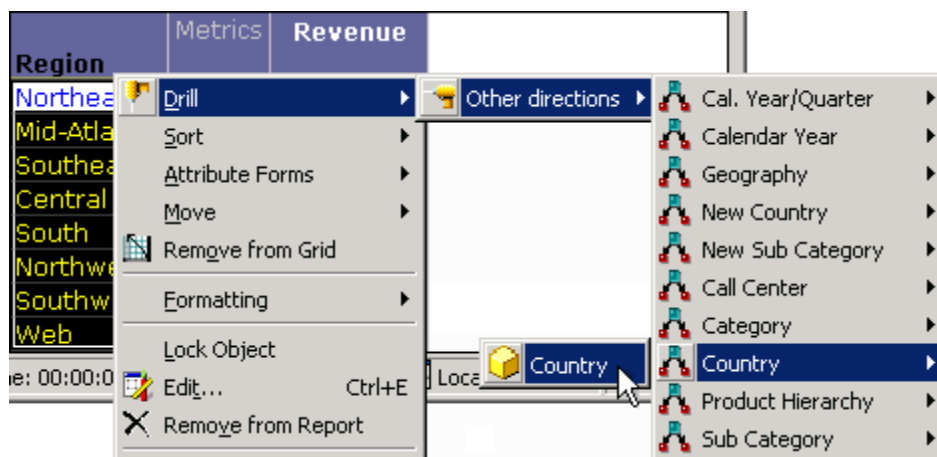 Metrics Revenue
Region
Northea
Mid-Atla
Southea
Central
South
Northwe
Southw
Web
e: 00:00:0
Drill
Sort
Attribute Forms
Move
Remove from Grid
Formatting
Lock Object
Edit... Ctrl+E
Remove from Report
Other directions
Loca
Country
Cal. Year/Quarter
Calendar Year
Geography
New Country
New Sub Category
Call Center
Category
Country
Product Hierarchy
Sub Category